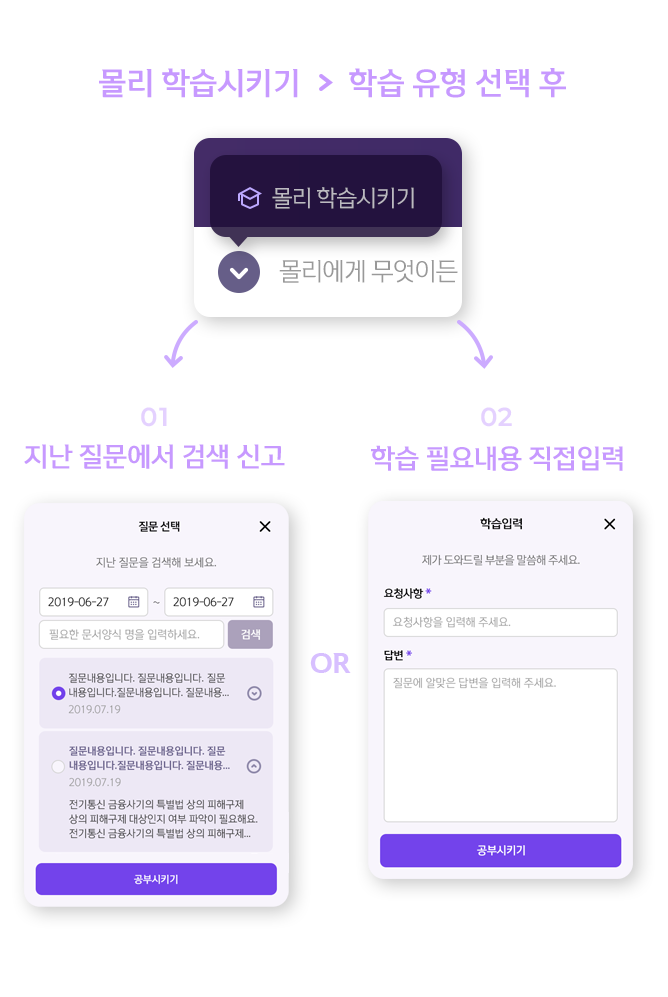 몰리 학습시키기 > 학습 유형 선택 후
몰리 학습시키기
몰리에게 무엇이든
01
지난 질문에서 검색 신고
질문 선택
지난 질문을 검색해 보세요.
2019-06-27 ~ 2019-06-27
필요한 문서양식 명을 입력하세요. 검색
질문내용입니다. 질문내용입니다. 질문
내용입니다.질문내용입니다. 질문내용...
2019.07.19
질문내용입니다. 질문내용입니다. 질문
내용입니다.질문내용입니다. 질문내용...
2019.07.19
전기통신 금융사기의 특별법 상의 피해구제
상의 피해구제 대상인지 여부 파악이 필요해요.
전기통신 금융사기의 특별법 상의 피해구제...
공부시키기
OR
02
학습 필요내용 직접입력
학습입력
제가 도와드릴 부분을 말씀해 주세요.
요청사항 *
요청사항을 입력해 주세요.
답변 *
질문에 알맞은 답변을 입력해 주세요.
공부시키기